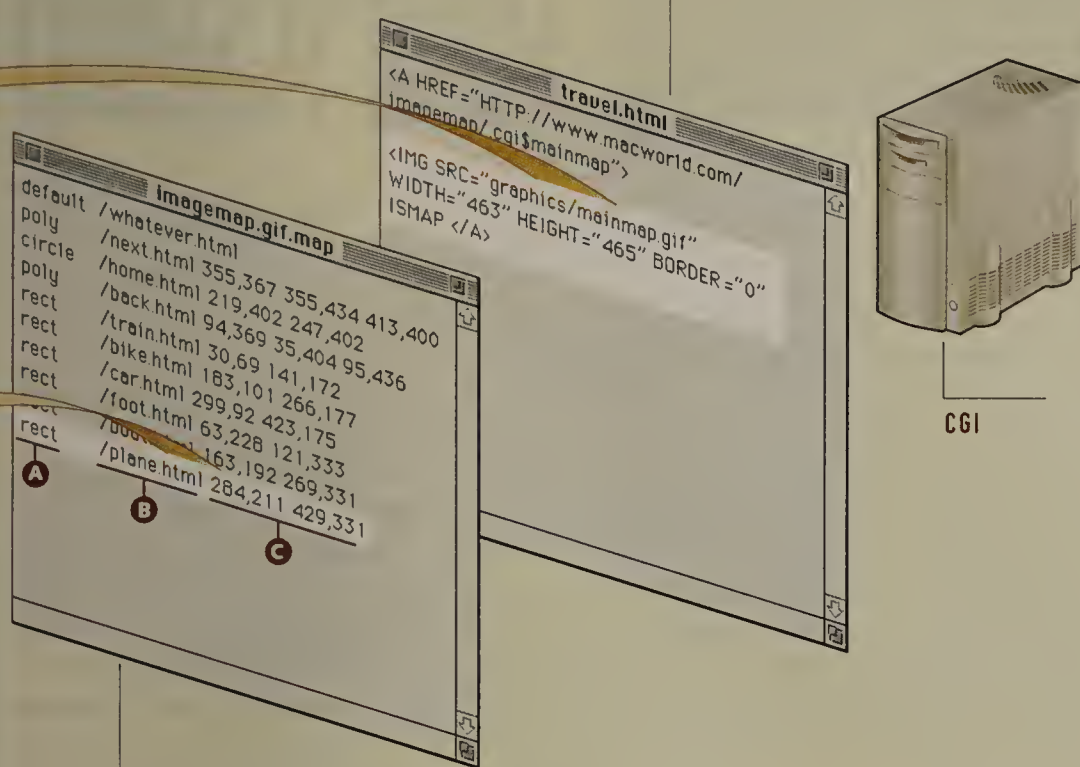 travel.html
<A HREF="HTTP://www.macworld.com/
imagemap/.cgi$mainmap">
<IMG SRC="graphics/mainmap.gif"
WIDTH="463" HEIGHT="465" BORDER="0"
ISMAP </A>
imagemap.gif.map
default /whatever.html
poly /next.html 355,367 355,434 413,400
circle /home.html 219,402 247,402
poly /back.html 94,369 35,404 95,436
rect /train.html 30,69 141,172
rect /bike.html 183,101 266,177
rect /car.html 299,92 423,175
rect /foot.html 63,228 121,333
rect 163,192 269,331
rect /plane.html 284,211 429,331
A
B
C
CGI